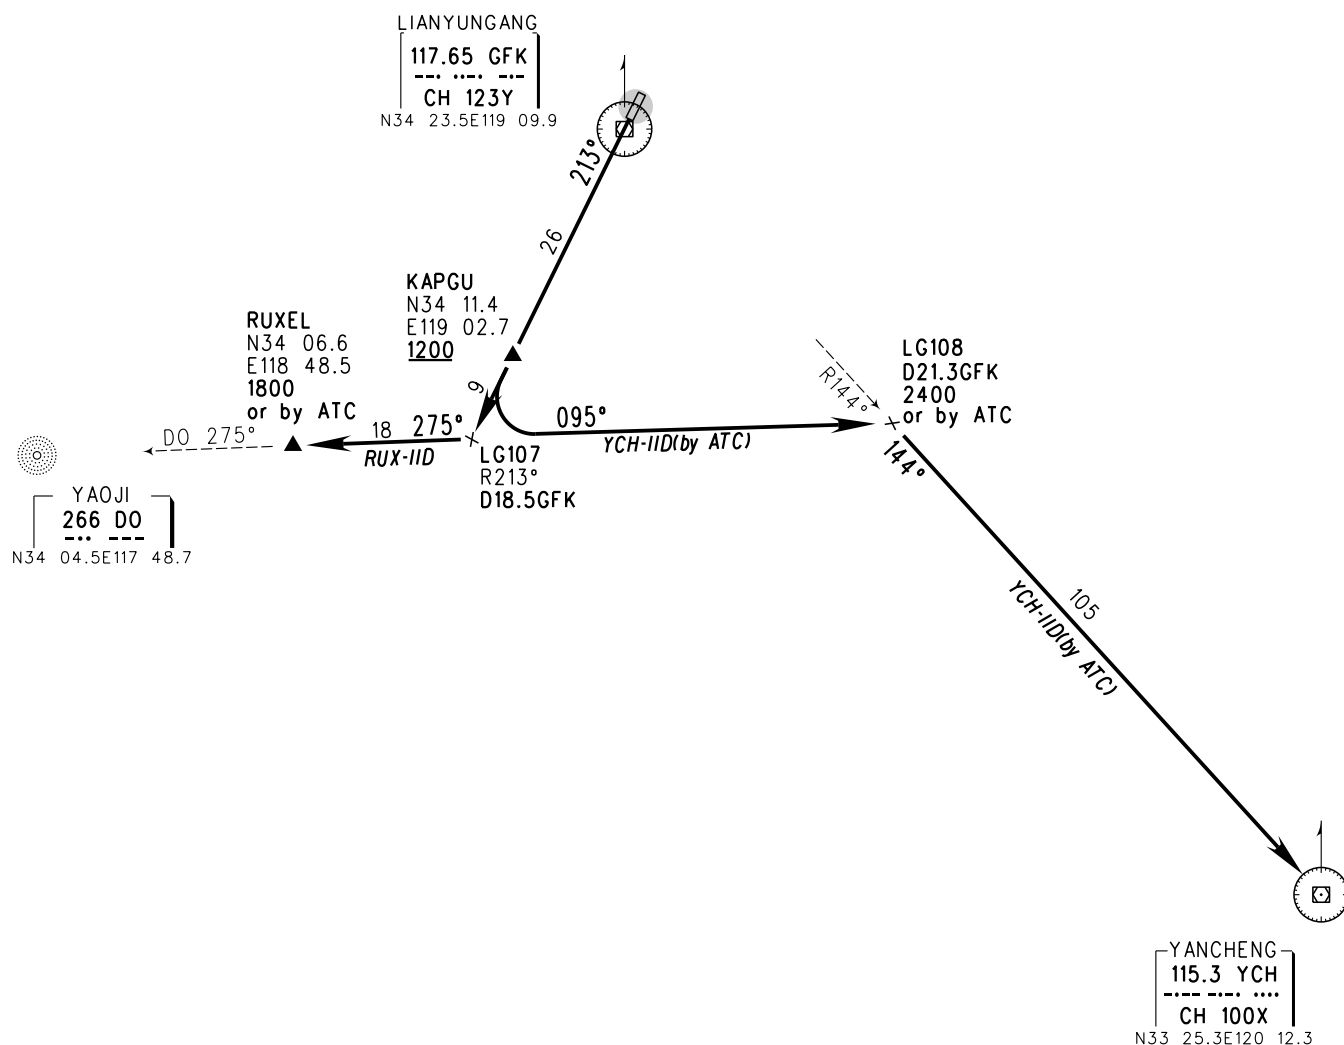 LIANYUNGANG
117.65 GFK
CH 123Y
N34 23.5E119 09.9
213°
26
KAPGU
N34 11.4
E119 02.7
1200
RUXEL
N34 06.6
E118 48.5
1800
or by ATC
9
R144°
LG108
D21.3GFK
2400
or by ATC
DO 275°
18
275°
RUX-11D
095°
YCH-11D(by ATC)
144°
LG107
R213°
D18.5GFK
YAOJI
266 DO
N34 04.5E117 48.7
105
YCH-11D(by ATC)
YANCHENG
115.3 YCH
CH 100X
N33 25.3E120 12.3